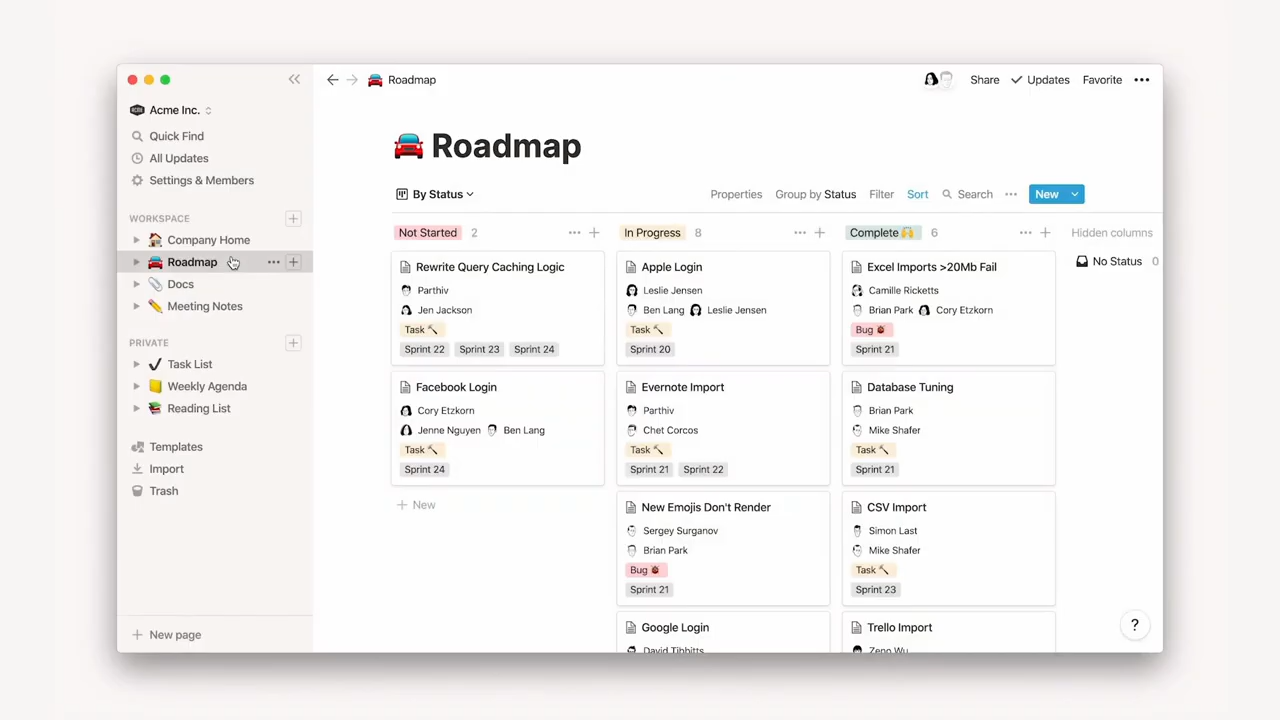 Roadmap
Share
Updates
Favorite
Acme Inc.
Quick Find
All Updates
Settings & Members
WORKSPACE
Company Home
Roadmap
Docs
Meeting Notes
PRIVATE
Task List
Weekly Agenda
Reading List
Templates
Import
Trash
New page
Roadmap
By Status
Properties
Group by Status
Filter
Sort
Search
New
Not Started 2
Rewrite Query Caching Logic
Parthiv
Jen Jackson
Task
Sprint 22 Sprint 23 Sprint 24
Facebook Login
Cory Etzkorn
Jenne Nguyen Ben Lang
Task
Sprint 24
New
In Progress 8
Apple Login
Leslie Jensen
Ben Lang Leslie Jensen
Task
Sprint 20
Evernote Import
Parthiv
Chet Corcos
Task
Sprint 21 Sprint 22
New Emojis Don't Render
Sergey Surganov
Brian Park
Bug
Sprint 21
Google Login
David Tibbitts
Complete 6
Excel Imports >20Mb Fail
Camille Ricketts
Brian Park Cory Etzkorn
Bug
Sprint 21
Database Tuning
Brian Park
Mike Shafer
Task
Sprint 21
CSV Import
Simon Last
Mike Shafer
Task
Sprint 23
Trello Import
Zeno Wu
Hidden columns
No Status 0
?